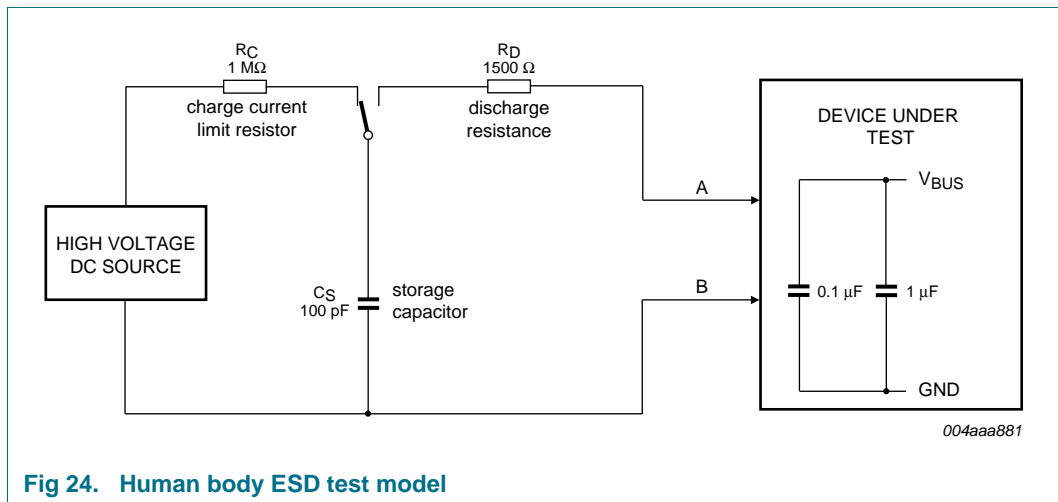 RC
1 MΩ
charge current
limit resistor
RD
1500 Ω
discharge
resistance
DEVICE UNDER
TEST
A
VBUS
HIGH VOLTAGE
DC SOURCE
CS
100 pF
storage
capacitor
B
0.1 μF
1 μF
GND
004aaa881
Fig 24. Human body ESD test model